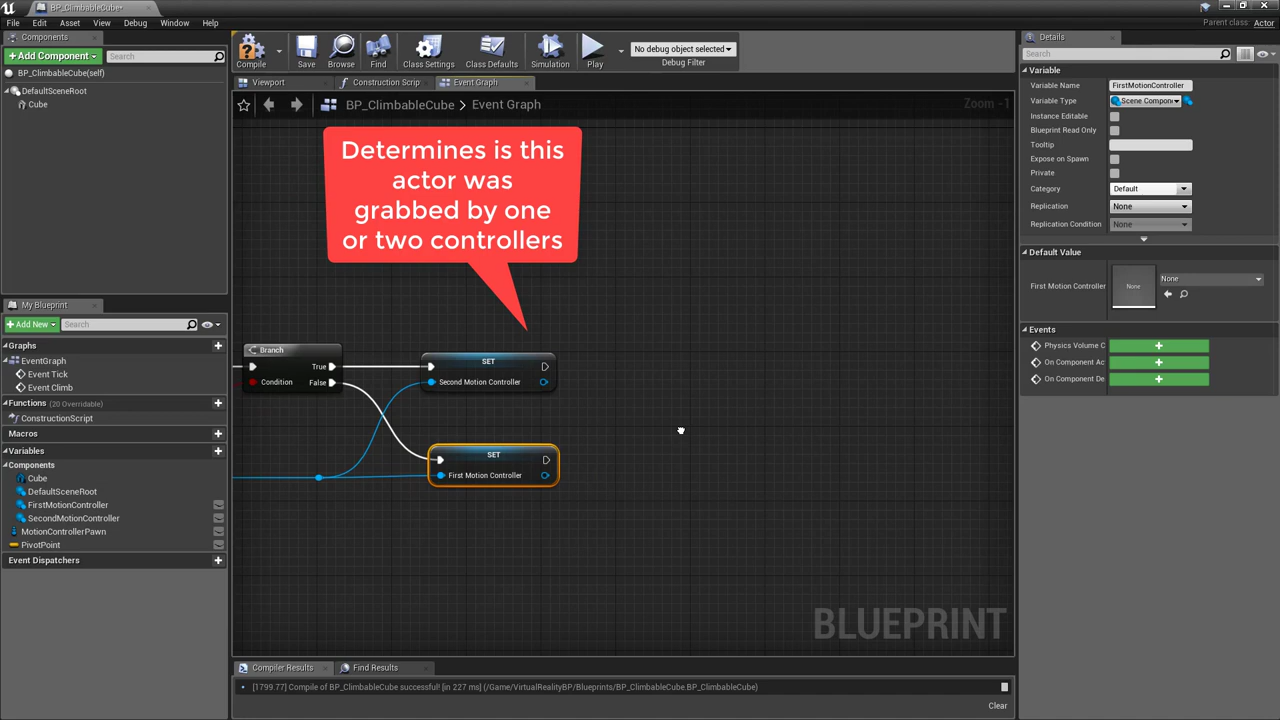 BP_ClimbableCube*
File Edit Asset View Debug Window Help
Parent class: Actor
Components
+ Add Component
Search
BP_ClimbableCube(self)
DefaultSceneRoot
Cube
My Blueprint
+ Add New
Search
Graphs
EventGraph
Event Tick
Event Climb
Functions (20 Overridable)
ConstructionScript
Macros
Variables
Components
Cube
DefaultSceneRoot
FirstMotionController
SecondMotionController
MotionControllerPawn
PivotPoint
Event Dispatchers
Compile
Save
Browse
Find
Class Settings
Class Defaults
Simulation
Play
No debug object selected
Debug Filter
Viewport
Construction Scrip
Event Graph
BP_ClimbableCube > Event Graph
Zoom -1
Determines is this
actor was
grabbed by one
or two controllers
Branch
True
Condition False
SET
Second Motion Controller
SET
First Motion Controller
BLUEPRINT
Compiler Results
Find Results
[1799.77] Compile of BP_ClimbableCube successful! [in 227 ms] (/Game/VirtualRealityBP/Blueprints/BP_ClimbableCube.BP_ClimbableCube)
Clear
Details
Search
Variable
Variable Name FirstMotionController
Variable Type Scene Compon
Instance Editable
Blueprint Read Only
Tooltip
Expose on Spawn
Private
Category Default
Replication None
Replication Condition None
Default Value
First Motion Controller None None
Events
Physics Volume C
On Component Ac
On Component De